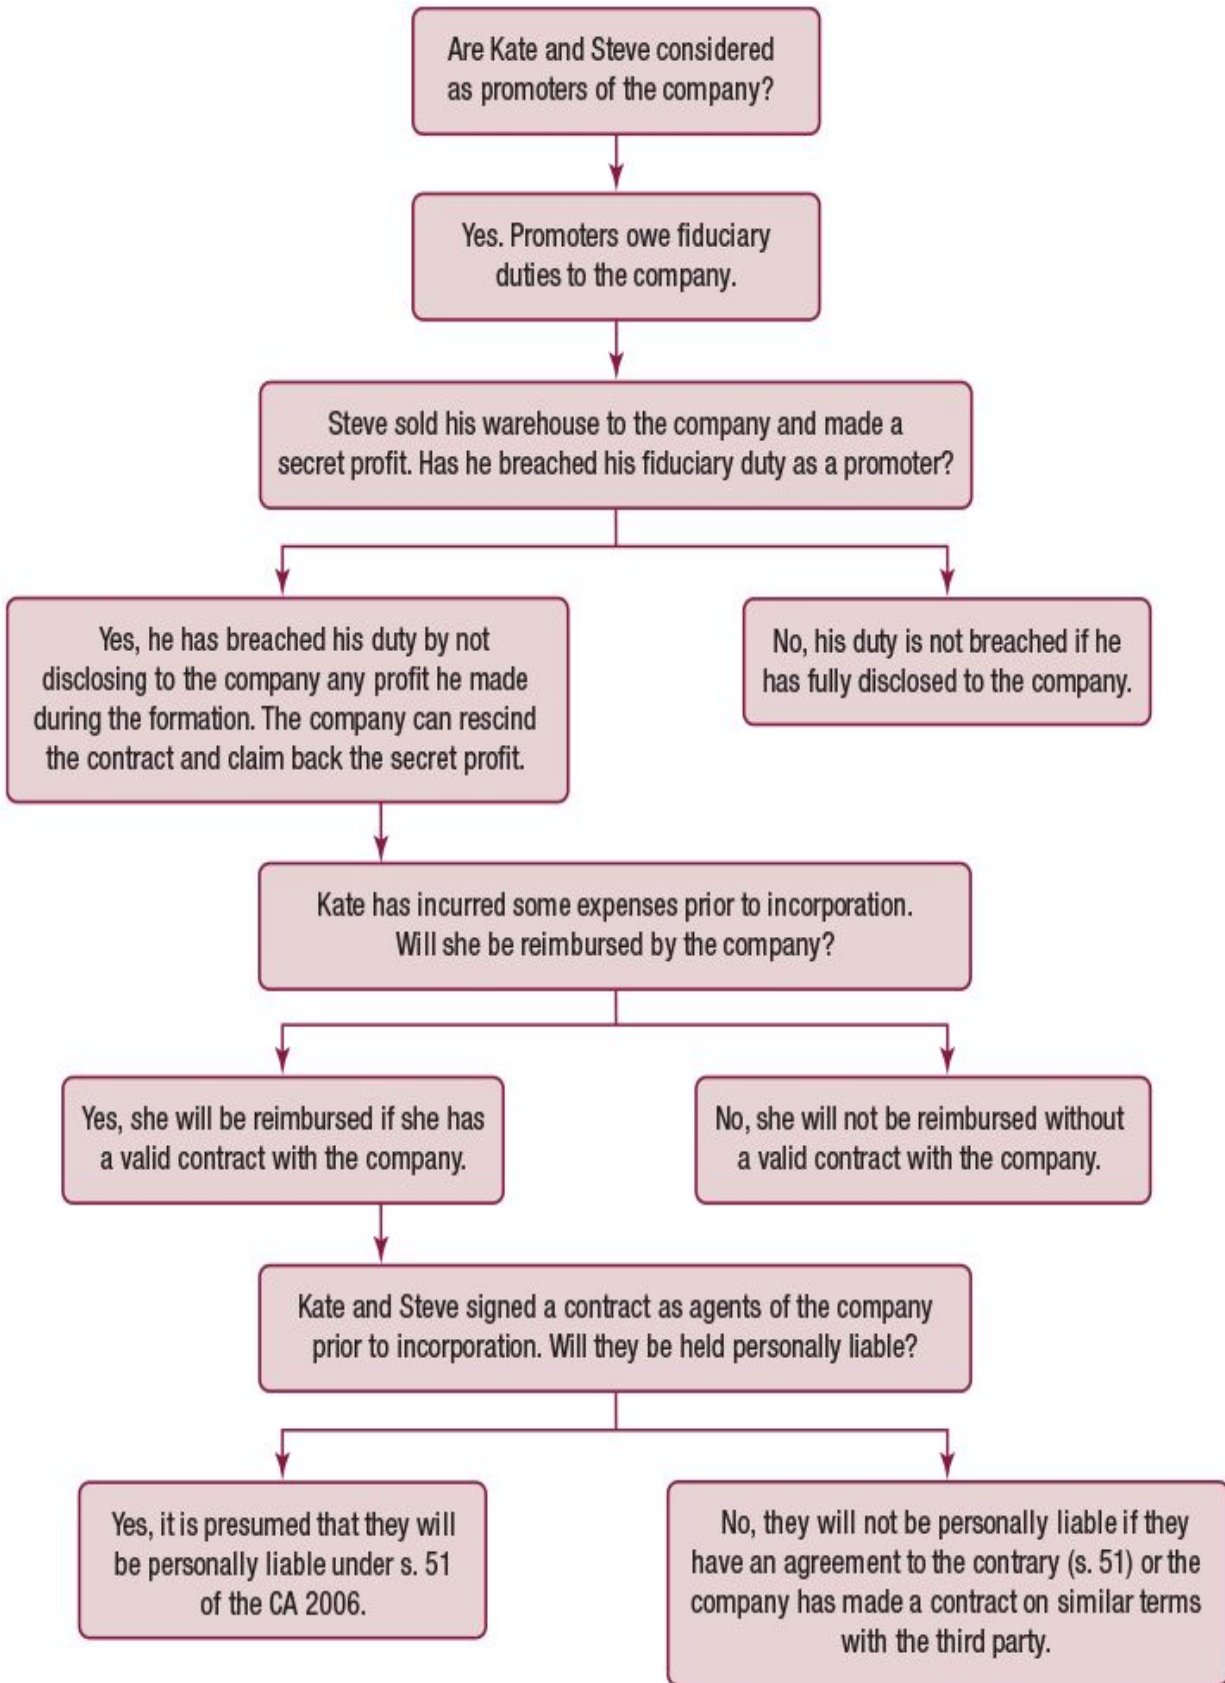 Are Kate and Steve considered
as promoters of the company?
Yes. Promoters owe fiduciary
duties to the company.
Steve sold his warehouse to the company and made a
secret profit. Has he breached his fiduciary duty as a promoter?
Yes, he has breached his duty by not
disclosing to the company any profit he made
during the formation. The company can rescind
the contract and claim back the secret profit.
No, his duty is not breached if he
has fully disclosed to the company.
Kate has incurred some expenses prior to incorporation.
Will she be reimbursed by the company?
Yes, she will be reimbursed if she has
a valid contract with the company.
No, she will not be reimbursed without
a valid contract with the company.
Kate and Steve signed a contract as agents of the company
prior to incorporation. Will they be held personally liable?
Yes, it is presumed that they will
be personally liable under s. 51
of the CA 2006.
No, they will not be personally liable if they
have an agreement to the contrary (s. 51) or the
company has made a contract on similar terms
with the third party.